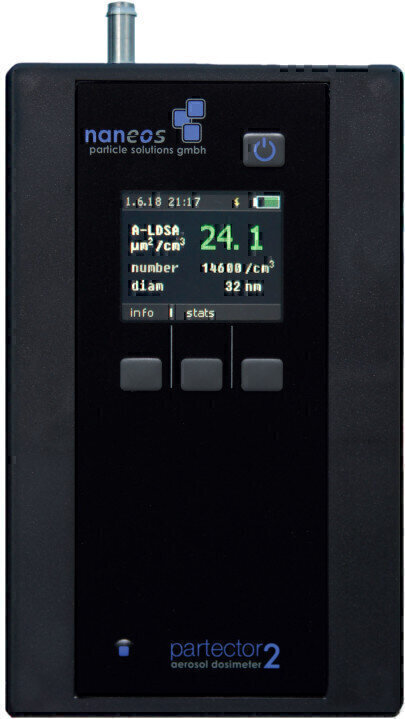 naneos
particle solutions gmbh
1.6.18 21:17
A-LDSA 24.1
µm²/cm³
number 14600/cm³
diam 32 nm
info stats
partector2
aerosol dosimeter